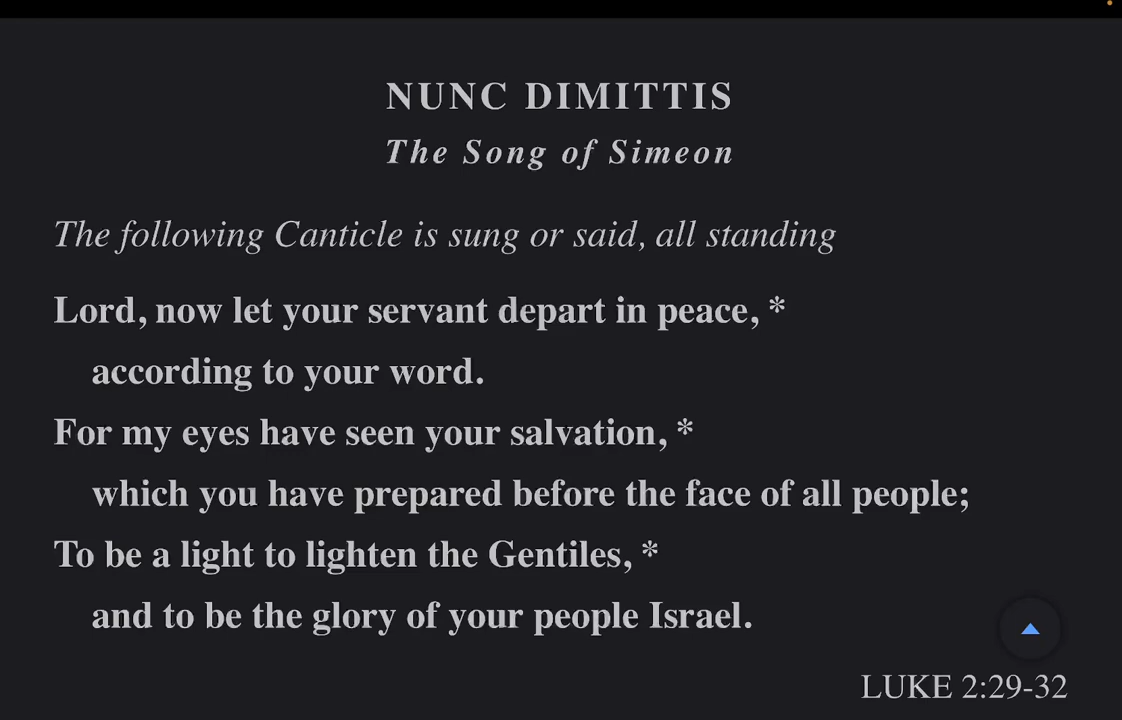 NUNC DIMITTIS
The Song of Simeon
The following Canticle is sung or said, all standing
Lord, now let your servant depart in peace, *
according to your word.
For my eyes have seen your salvation, *
which you have prepared before the face of all people;
To be a light to lighten the Gentiles, *
and to be the glory of your people Israel.
LUKE 2:29-32